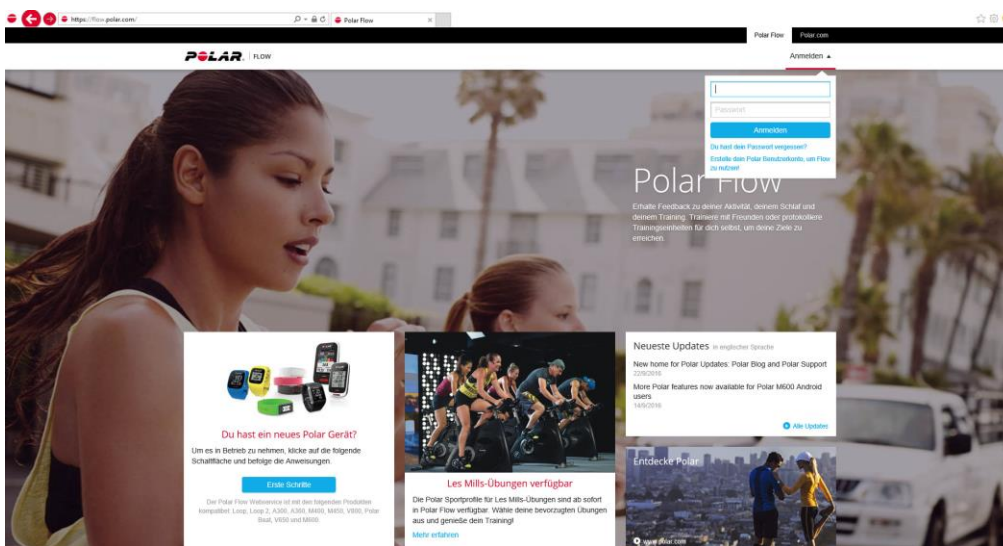 https://flow.polar.com/
Polar Flow
Polar Flow
Polar.com
POLAR. | FLOW
Anmelden
Passwort
Anmelden
Du hast dein Passwort vergessen?
Erstelle dein Polar Benutzerkonto, um Flow
zu nutzen!
Polar Flow
Erhalte Feedback zu deiner Aktivität, deinem Schlaf und
deinem Training. Trainiere mit Freunden oder protokolliere
Trainingseinheiten für dich selbst, um deine Ziele zu
erreichen.
Du hast ein neues Polar Gerät?
Um es in Betrieb zu nehmen, klicke auf die folgende
Schaltfläche und befolge die Anweisungen.
Erste Schritte
Der Polar Flow Webservice ist mit den folgenden Produkten
kompatibel: Loop, Loop 2, A300, A360, M400, M450, V800, Polar
Beat, V650 und M600.
Les Mills-Übungen verfügbar
Die Polar Sportprofile für Les Mills-Übungen sind ab sofort
in Polar Flow verfügbar. Wähle deine bevorzugten Übungen
aus und genieße dein Training!
Mehr erfahren
Neueste Updates in englischer Sprache
New home for Polar Updates: Polar Blog and Polar Support
22/9/2016
More Polar features now available for Polar M600 Android
users
14/9/2016
Alle Updates
Entdecke Polar
www.polar.com